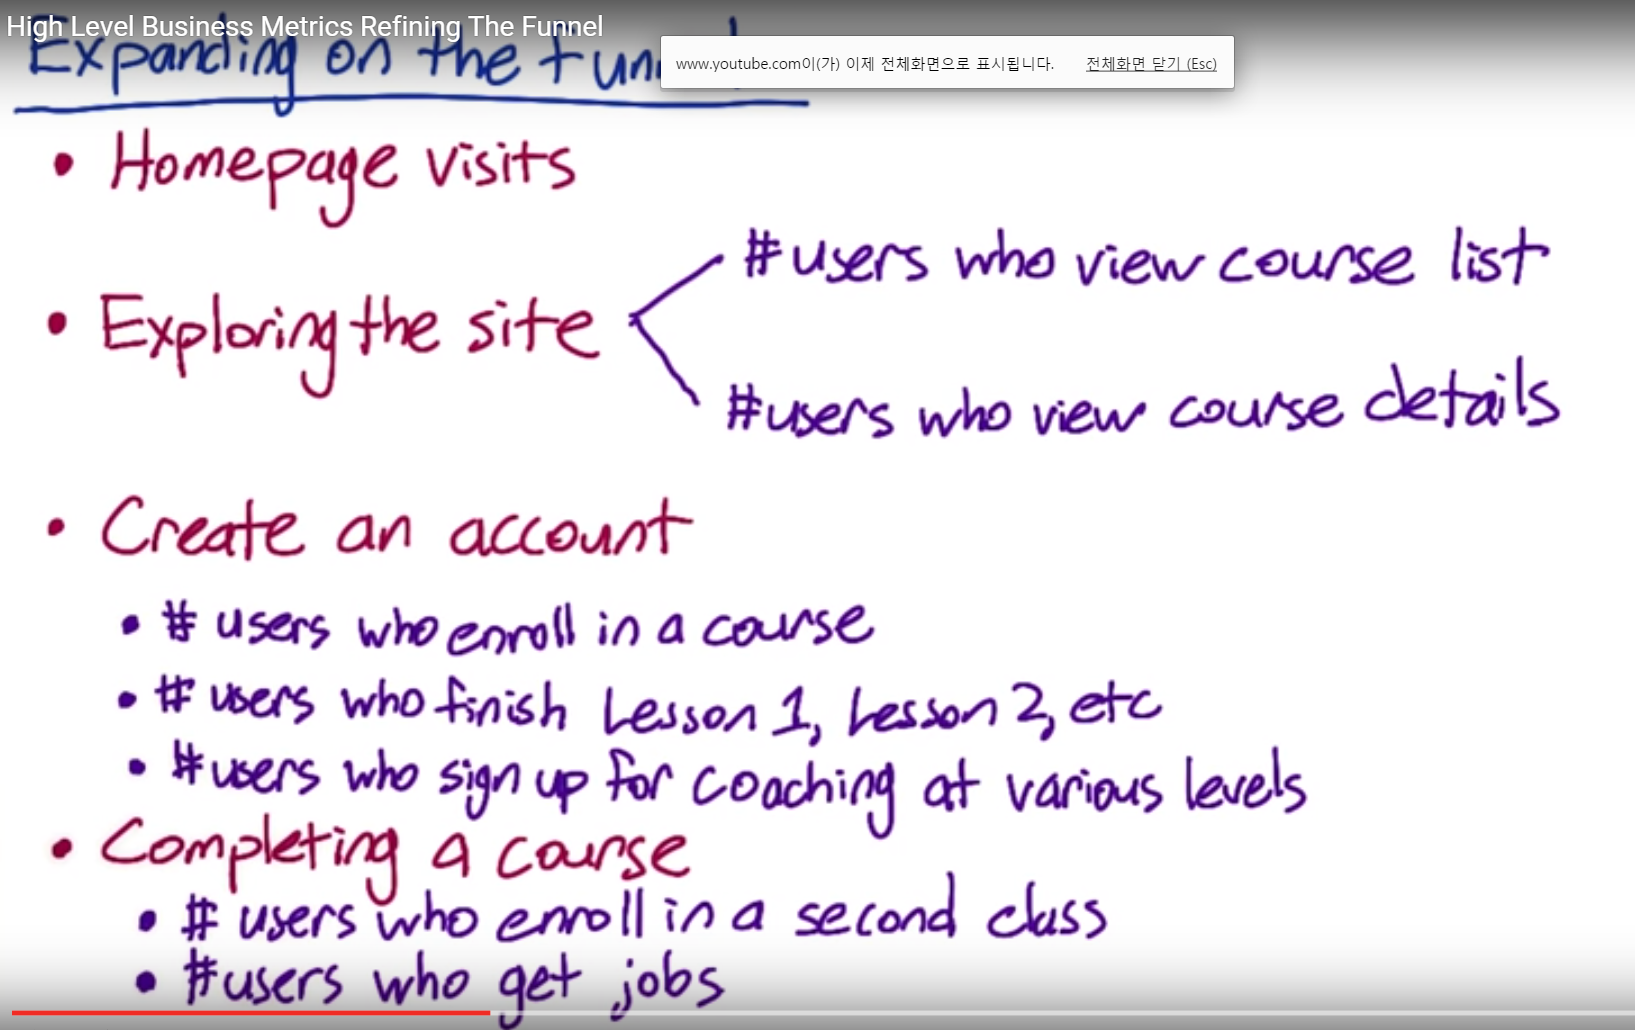 High Level Business Metrics Refining The Funnel
Expanding on the funn
www.youtube.com이(가) 이제 전체화면으로 표시됩니다. 전체화면 닫기 (Esc)
• Homepage visits
• Exploring the site
#users who view course list
#users who view course details
• Create an account
• # users who enroll in a course
• # users who finish Lesson 1, Lesson 2, etc
• #users who sign up for coaching at various levels
• Completing a course
• # users who enroll in a second class
• #users who get jobs